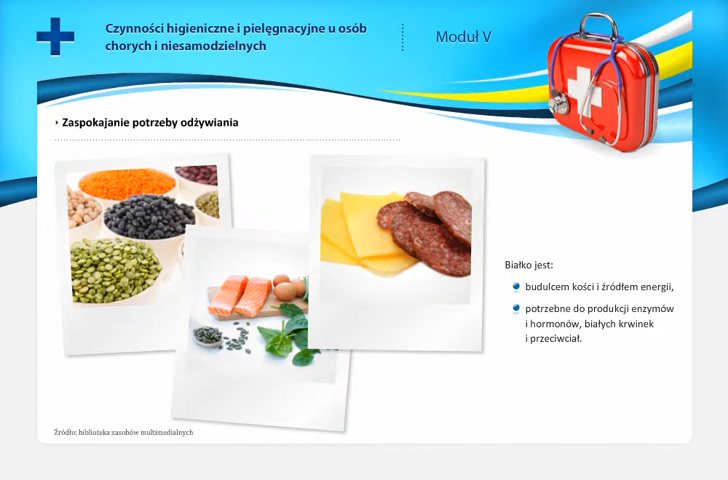 Czynności higieniczne i pielęgnacyjne u osób
chorych i niesamodzielnych
Moduł V
Zaspokajanie potrzeby odżywiania
Białko jest:
budulcem kości i źródłem energii,
potrzebne do produkcji enzymów
i hormonów, białych krwinek
i przeciwciał.
Źródło: biblioteka zasobów multimedialnych